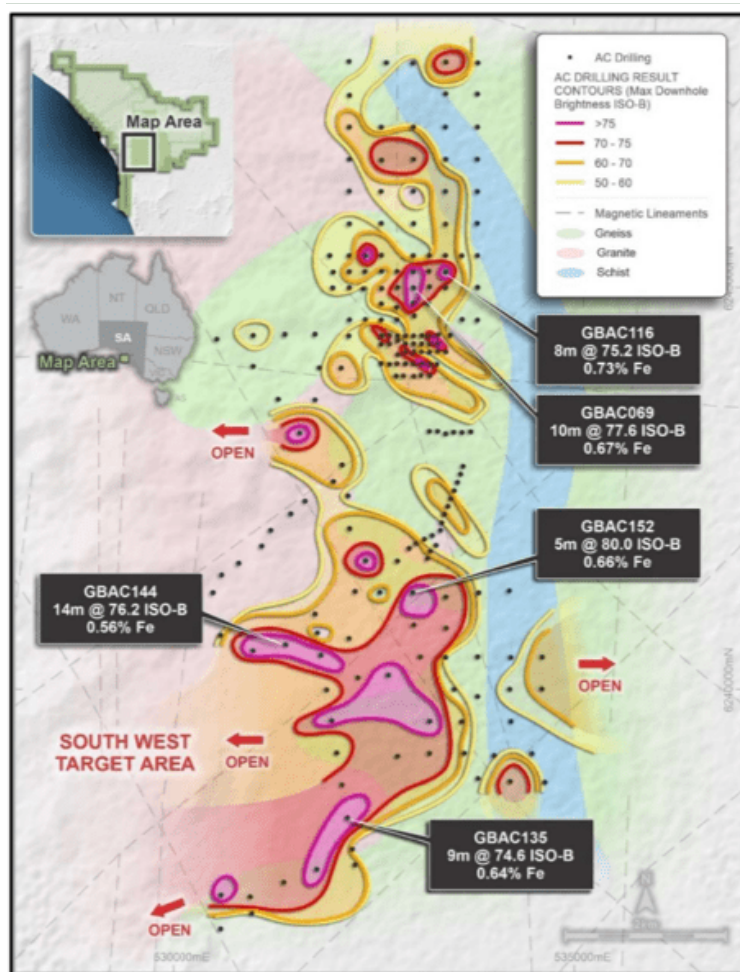 Map Area
AC Drilling
AC DRILLING RESULT
CONTOURS (Max Downhole
Brightness ISO-B)
>75
70 - 75
60 - 70
50 - 60
Magnetic Lineaments
Gneiss
Granite
Schist
WA
NT
QLD
SA
NSW
Map Area
GBAC116
8m @ 75.2 ISO-B
0.73% Fe
GBAC069
10m @ 77.6 ISO-B
0.67% Fe
OPEN
GBAC152
5m @ 80.0 ISO-B
0.66% Fe
GBAC144
14m @ 76.2 ISO-B
0.56% Fe
OPEN
6240000mN
SOUTH WEST
TARGET AREA
OPEN
GBAC135
9m @ 74.6 ISO-B
0.64% Fe
OPEN
N
530000mE
535000mE